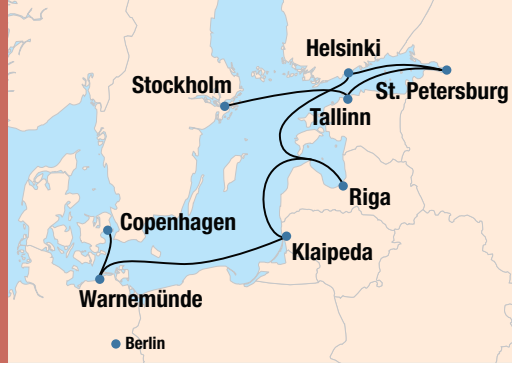 Helsinki
Stockholm
St. Petersburg
Tallinn
Riga
Copenhagen
Klaipeda
Warnemünde
Berlin